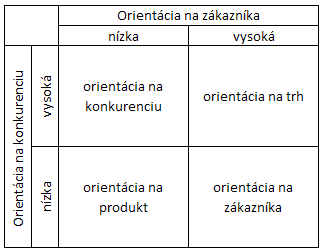 Orientácia na zákazníka
nízka vysoká
Orientácia na konkurenciu
vysoká
orientácia na
konkurenciu
orientácia na trh
nízka
orientácia na
produkt
orientácia na
zákazníka